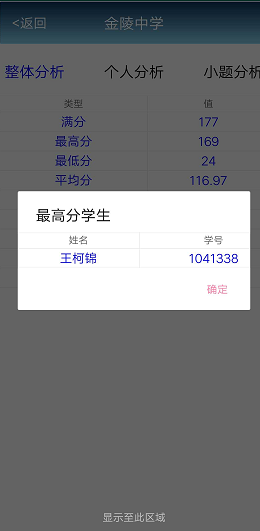 <返回 金陵中学
整体分析 个人分析 小题分析
类型 值
满分 177
最高分 169
最低分 24
平均分 116.97
最高分学生
姓名 学号
王柯锦 1041338
确定
显示至此区域